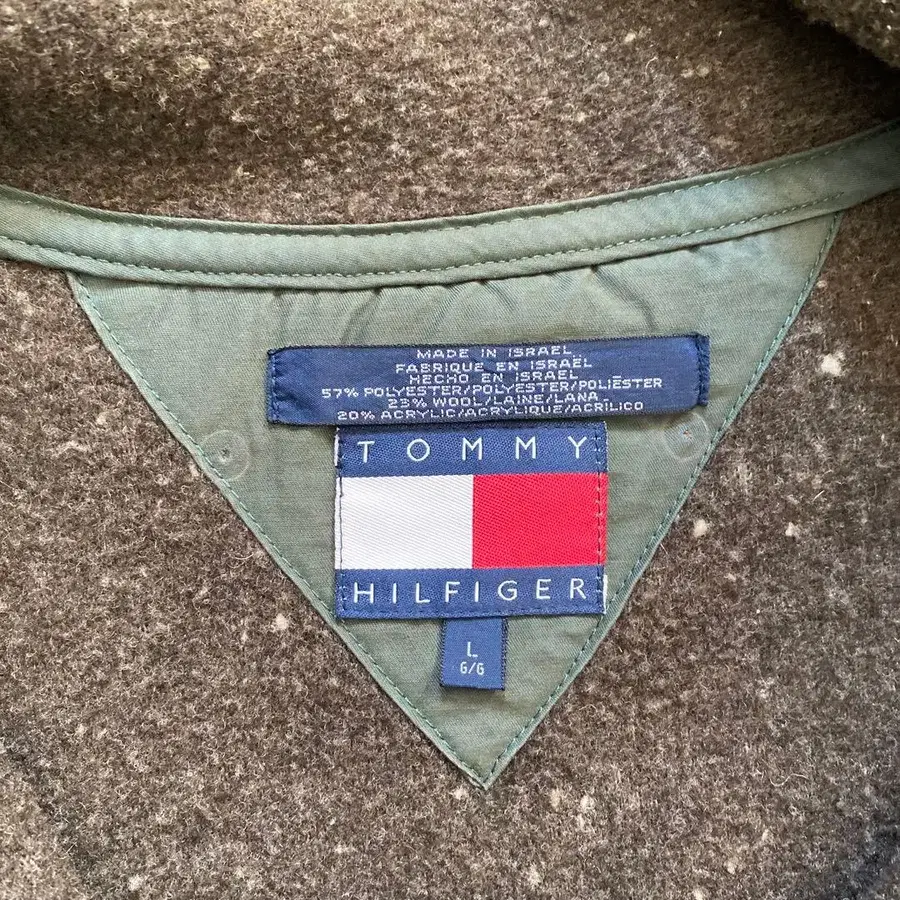 MADE IN ISRAEL
FABRIQUE EN ISRAEL
HECHO EN ISRAEL
57% POLYESTER/POLYESTER/POLIÉSTER
23% WOOL/LAINE/LANA
20% ACRYLIC/ACRYLIQUE/ACRILICO
TOMMY
HILFIGER
L
G/G